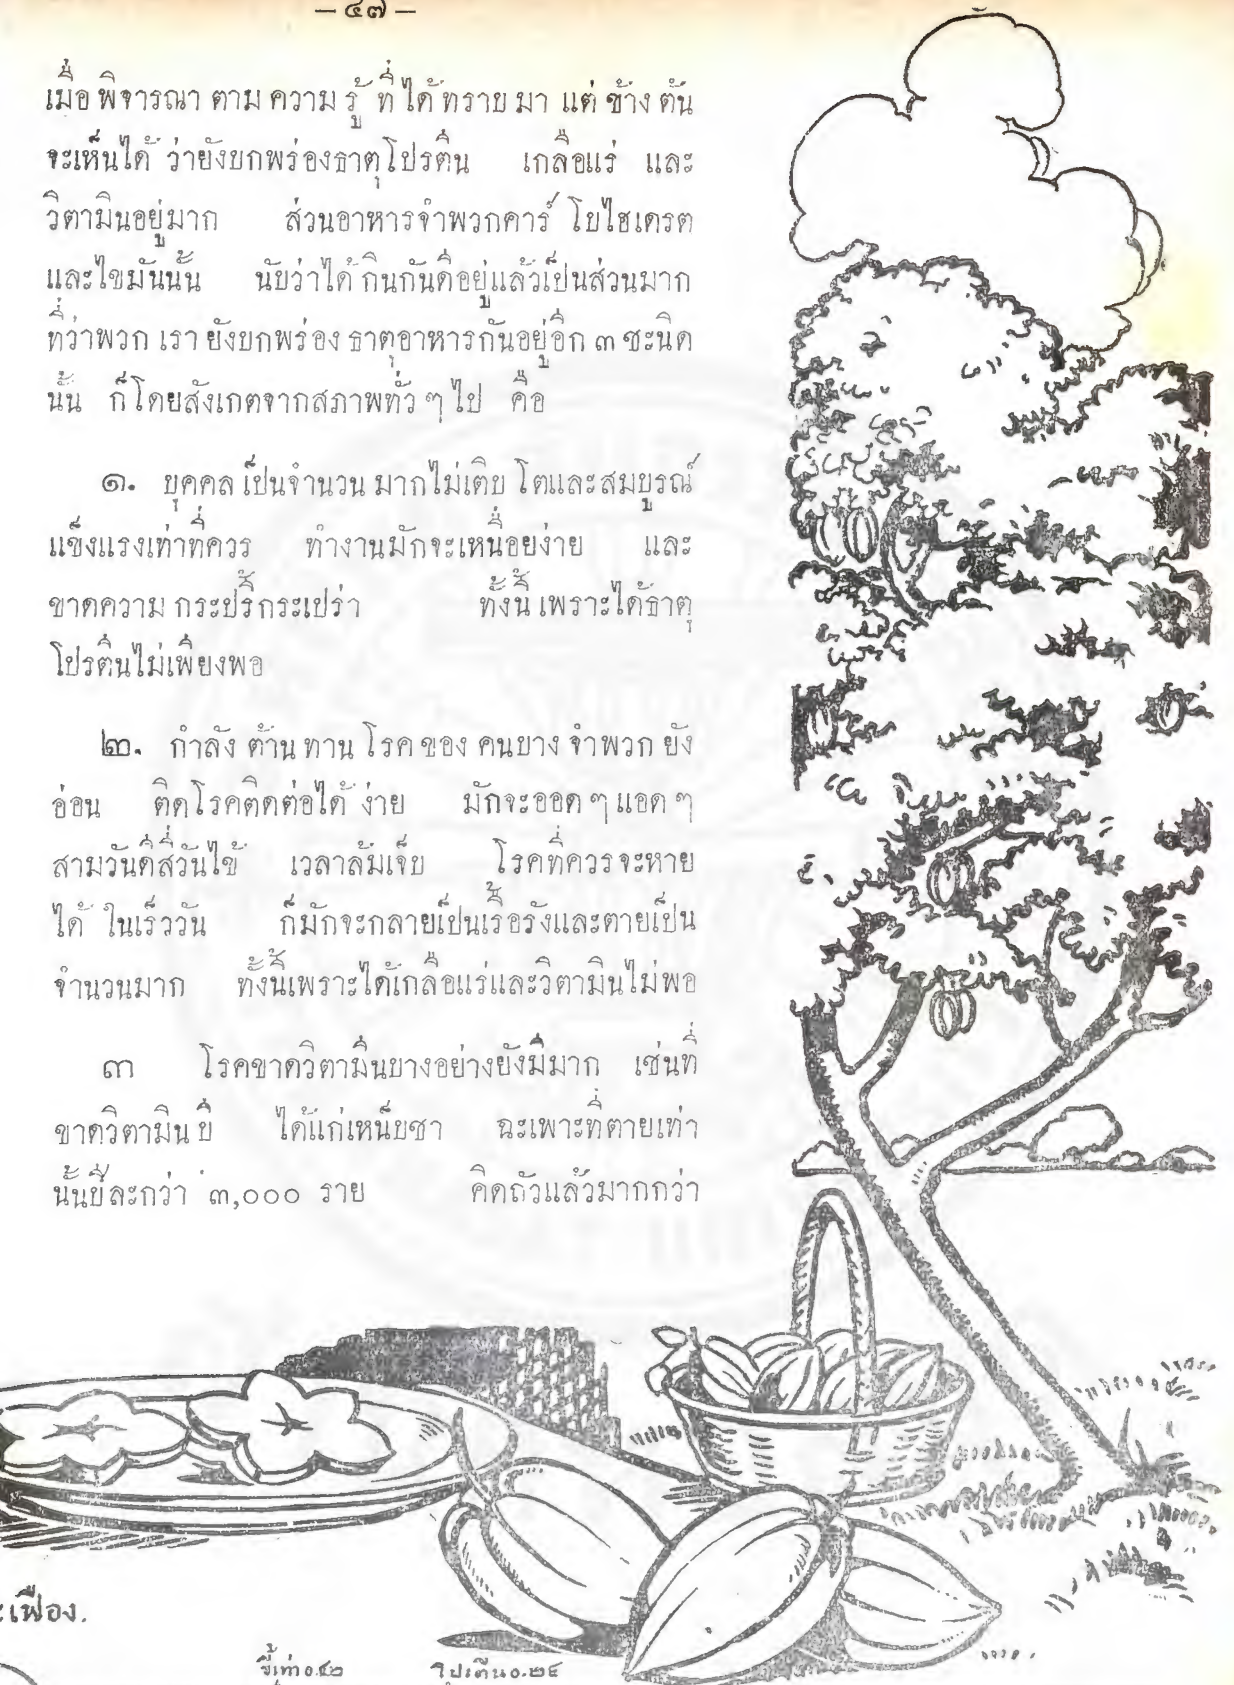 — ๔๗ —
เมื่อพิจารณาตามความรู้ที่ได้ทราบมาแต่ข้างต้น
จะเห็นได้ว่ายังบกพร่องธาตุโปรตีน เกลือแร่ และ
วิตามินอยู่มาก ส่วนอาหารจำพวกคาร์โบไฮเดรต
และไขมันนั้น นับว่าได้กินกันดีอยู่แล้วเป็นส่วนมาก
ที่ว่าพวกเรายังบกพร่องธาตุอาหารกันอยู่อีก ๓ ชะนิด
นั้น ก็โดยสังเกตจากสภาพทั่ว ๆ ไป คือ
๑. บุคคลเป็นจำนวนมากไม่เติบโตและสมบูรณ์
แข็งแรงเท่าที่ควร ทำงานมักจะเหนื่อยง่าย และ
ขาดความกระปรี้กระเปร่า ทั้งนี้เพราะได้ธาตุ
โปรตีนไม่เพียงพอ
๒. กำลังต้านทานโรคของคนบางจำพวกยัง
อ่อน ติดโรคติดต่อได้ง่าย มักจะออด ๆ แอด ๆ
สามวันดีสี่วันไข้ เวลาล้มเจ็บ โรคที่ควรจะหาย
ได้ในเร็ววัน ก็มักจะกลายเป็นเรื้อรังและตายเป็น
จำนวนมาก ทั้งนี้เพราะได้เกลือแร่และวิตามินไม่พอ
๓ โรคขาดวิตามินบางอย่างยังมีมาก เช่นที่
ขาดวิตามินบี ได้แก่เหน็บชา ฉะเพาะที่ตายเท่า
นั้นปีละกว่า ๓,๐๐๐ ราย คิดถัวแล้วมากกว่า
ะเฟือง.
ขี้เท่า ๐.๕๒ โปรตีน ๐.๒๕